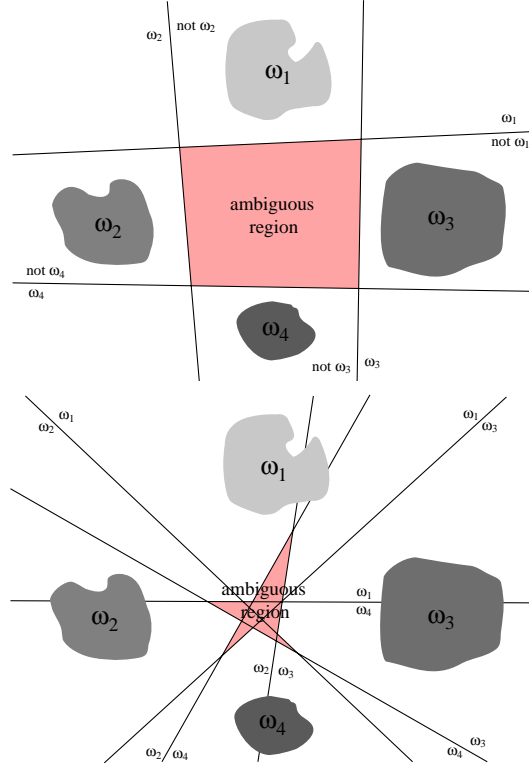 ω₂ not ω₂
ω₁
ω₁
not ω₁
ω₂
ambiguous
region
ω₃
not ω₄
ω₄
ω₄
not ω₃ ω₃
ω₂ ω₁
ω₁ ω₃
ω₁
ambiguous
region
ω₁
ω₄
ω₂
ω₃
ω₂ ω₃
ω₄
ω₂ ω₄
ω₄ ω₃